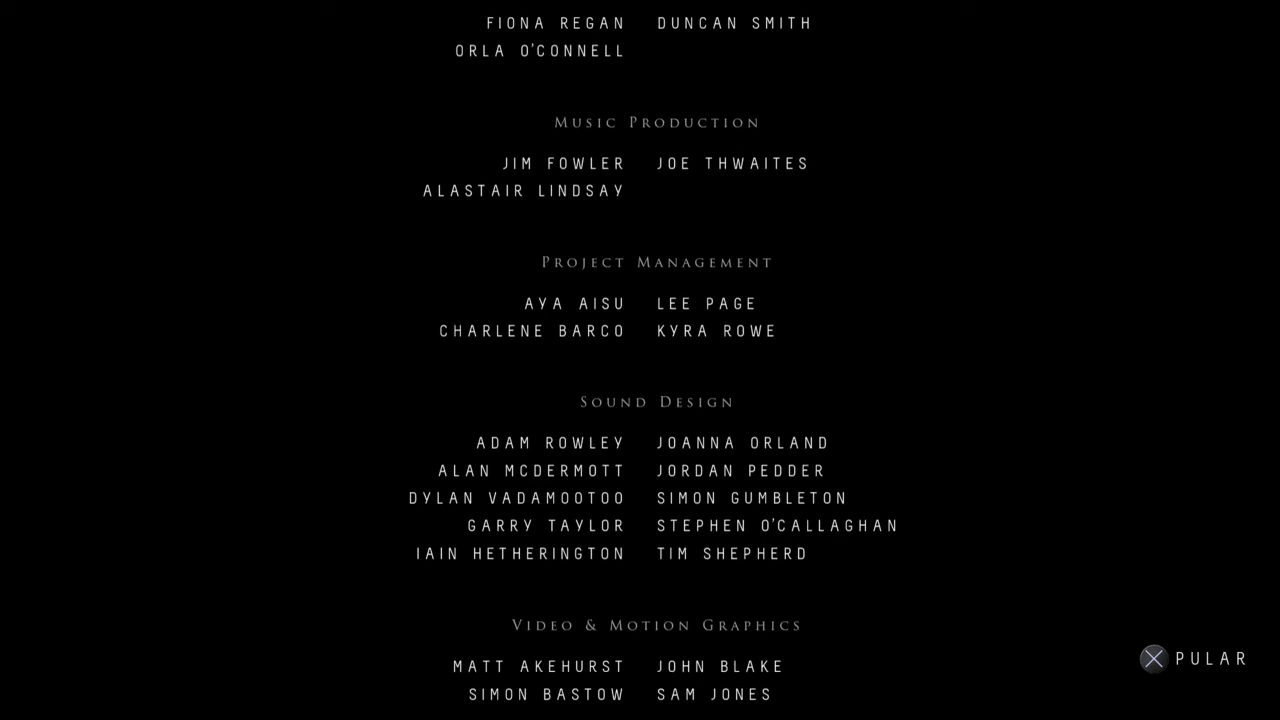 FIONA REGAN DUNCAN SMITH
ORLA O'CONNELL
MUSIC PRODUCTION
JIM FOWLER JOE THWAITES
ALASTAIR LINDSAY
PROJECT MANAGEMENT
AYA AISU LEE PAGE
CHARLENE BARCO KYRA ROWE
SOUND DESIGN
ADAM ROWLEY JOANNA ORLAND
ALAN MCDERMOTT JORDAN PEDDER
DYLAN VADAMOOTOO SIMON GUMBLETON
GARRY TAYLOR STEPHEN O'CALLAGHAN
IAIN HETHERINGTON TIM SHEPHERD
VIDEO & MOTION GRAPHICS
MATT AKEHURST JOHN BLAKE
SIMON BASTOW SAM JONES
PULAR